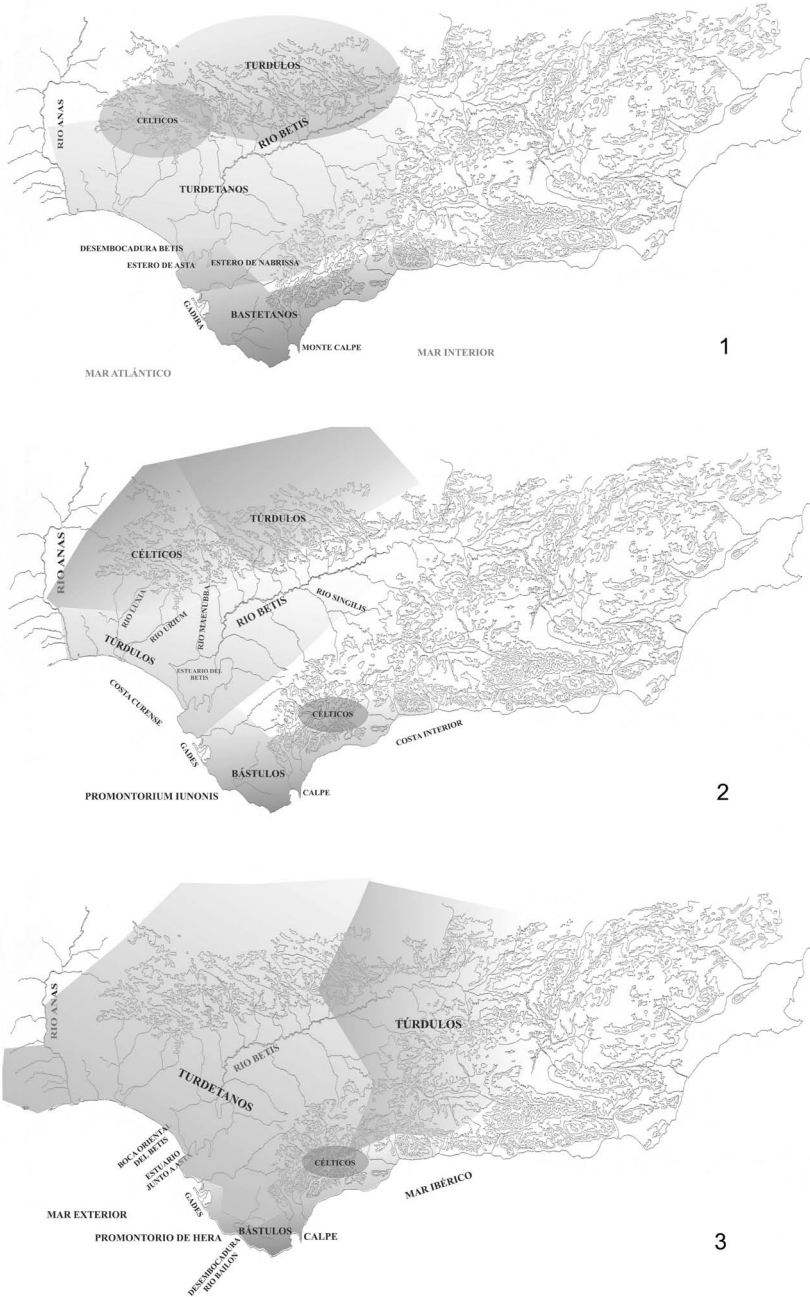 TURDULOS
RIO ANAS
CELTICOS
RIO BETIS
TURDETANOS
DESEMBOCADURA BETIS
ESTERO DE ASTA
ESTERO DE NABRISSA
GADIRA
BASTETANOS
MONTE CALPE
MAR INTERIOR
MAR ATLÁNTICO
1
TÚRDULOS
RIO ANAS
CÉLTICOS
RIO LUXIA
RIO URIUM
RIO MAENUBBA
RIO BETIS
RIO SINGILIS
TÚRDULOS
ESTUARIO DEL
BETIS
COSTA CURENSE
CÉLTICOS
COSTA INTERIOR
GADES
BÁSTULOS
PROMONTORIUM IUNONIS
CALPE
2
RIO ANAS
TÚRDULOS
RIO BETIS
TURDETANOS
BOCA ORIENTAL
DEL BETIS
ESTUARIO
JUNTO A ASTA
CÉLTICOS
MAR IBÉRICO
GADES
MAR EXTERIOR
PROMONTORIO DE HERA
BÁSTULOS
CALPE
DESEMBOCADURA
RIO BAILON
3